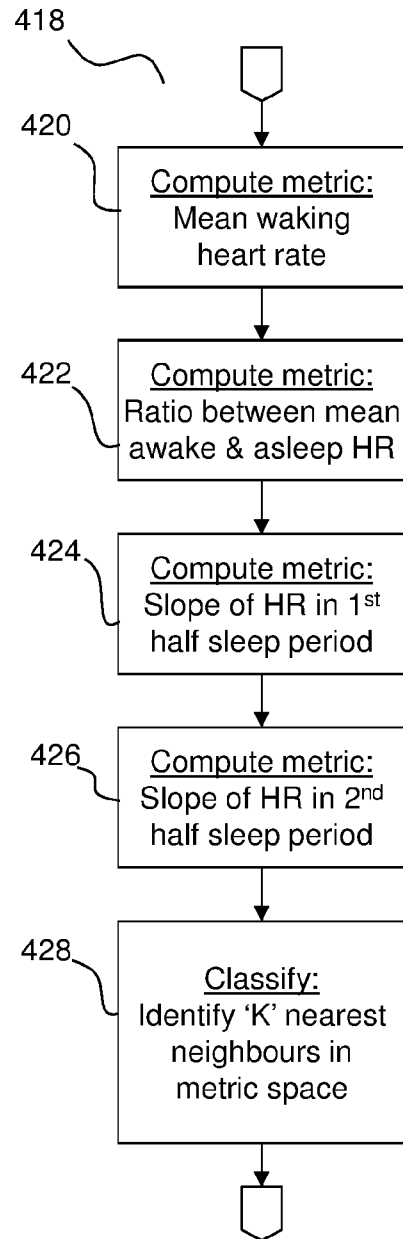 418
420
Compute metric:
Mean waking
heart rate
422
Compute metric:
Ratio between mean
awake & asleep HR
424
Compute metric:
Slope of HR in 1st
half sleep period
426
Compute metric:
Slope of HR in 2nd
half sleep period
428
Classify:
Identify ‘K’ nearest
neighbours in
metric space